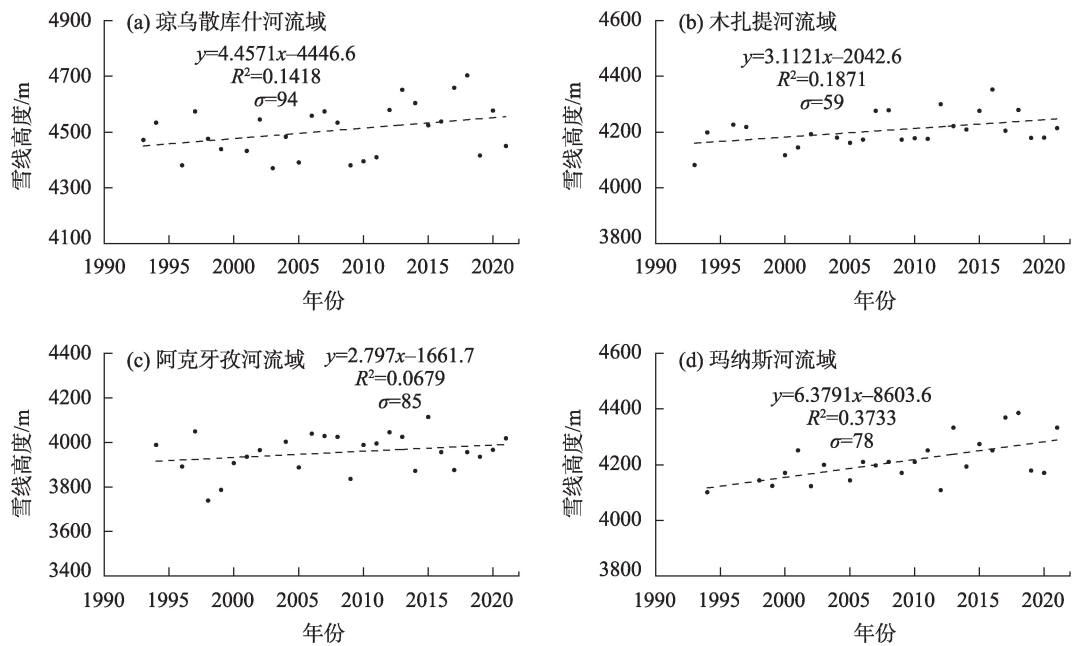 (a) 琼乌散库什河流域
y=4.4571x–4446.6
R²=0.1418
σ=94
4900
4700
4500
4300
4100
雪线高度/m
1990 1995 2000 2005 2010 2015 2020
年份
(b) 木扎提河流域
y=3.1121x–2042.6
R²=0.1871
σ=59
4600
4400
4200
4000
3800
雪线高度/m
1990 1995 2000 2005 2010 2015 2020
年份
(c) 阿克牙孜河流域 y=2.797x–1661.7
R²=0.0679
σ=85
4400
4200
4000
3800
3600
3400
雪线高度/m
1990 1995 2000 2005 2010 2015 2020
年份
(d) 玛纳斯河流域
y=6.3791x–8603.6
R²=0.3733
σ=78
4600
4400
4200
4000
3800
雪线高度/m
1990 1995 2000 2005 2010 2015 2020
年份